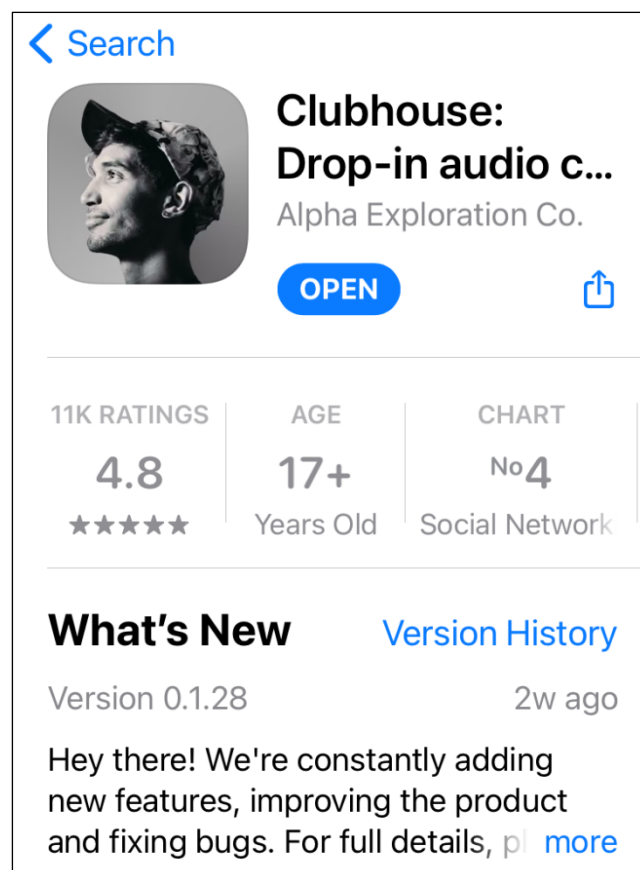 Search
Clubhouse:
Drop-in audio c...
Alpha Exploration Co.
OPEN
11K RATINGS
AGE
CHART
4.8
17+
No4
★★★★★
Years Old
Social Network
What's New
Version History
Version 0.1.28
2w ago
Hey there! We're constantly adding
new features, improving the product
and fixing bugs. For full details, pl more